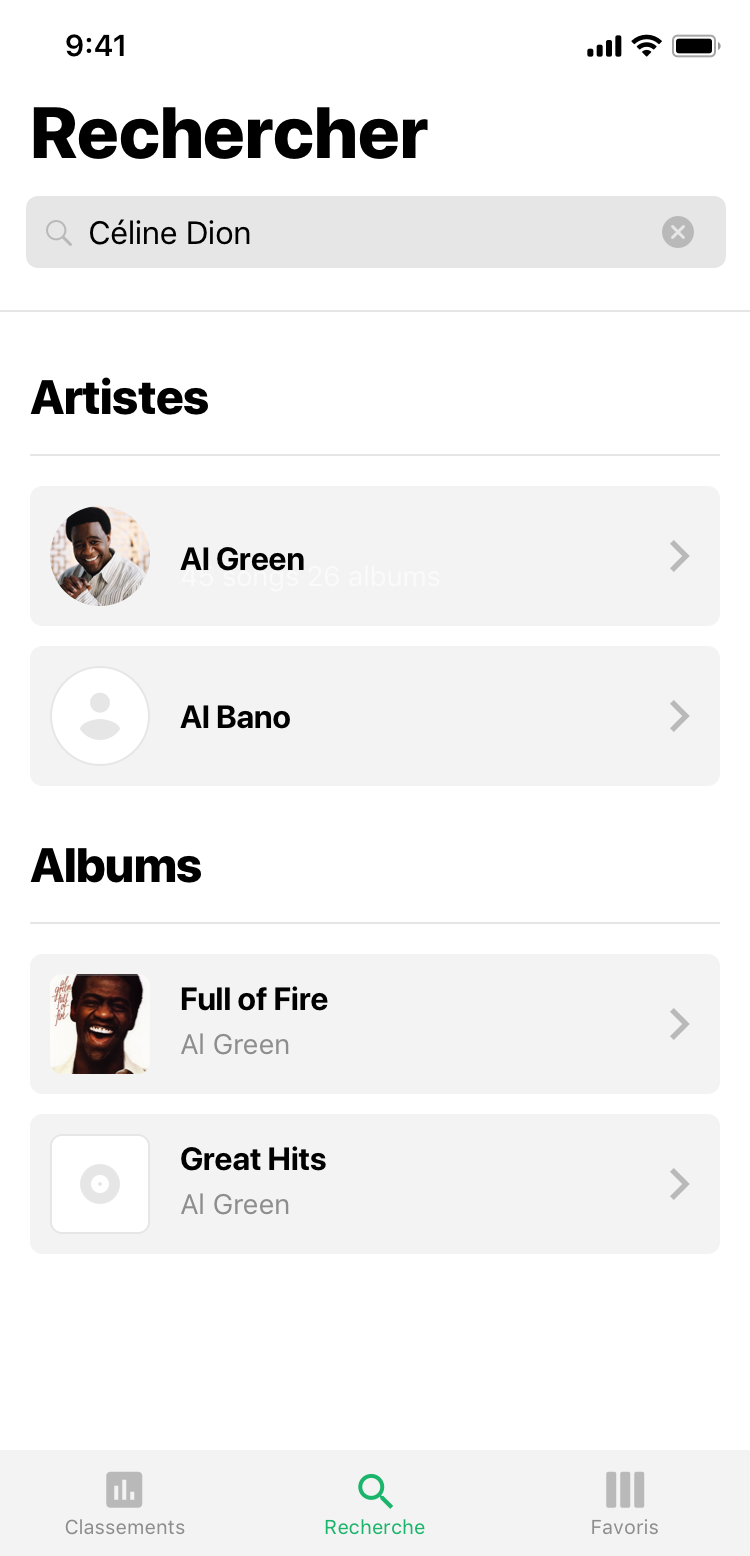 9:41
Rechercher
Céline Dion
Artistes
Al Green
45 songs 26 albums
Al Bano
Albums
Full of Fire
Al Green
Great Hits
Al Green
Classements
Recherche
Favoris